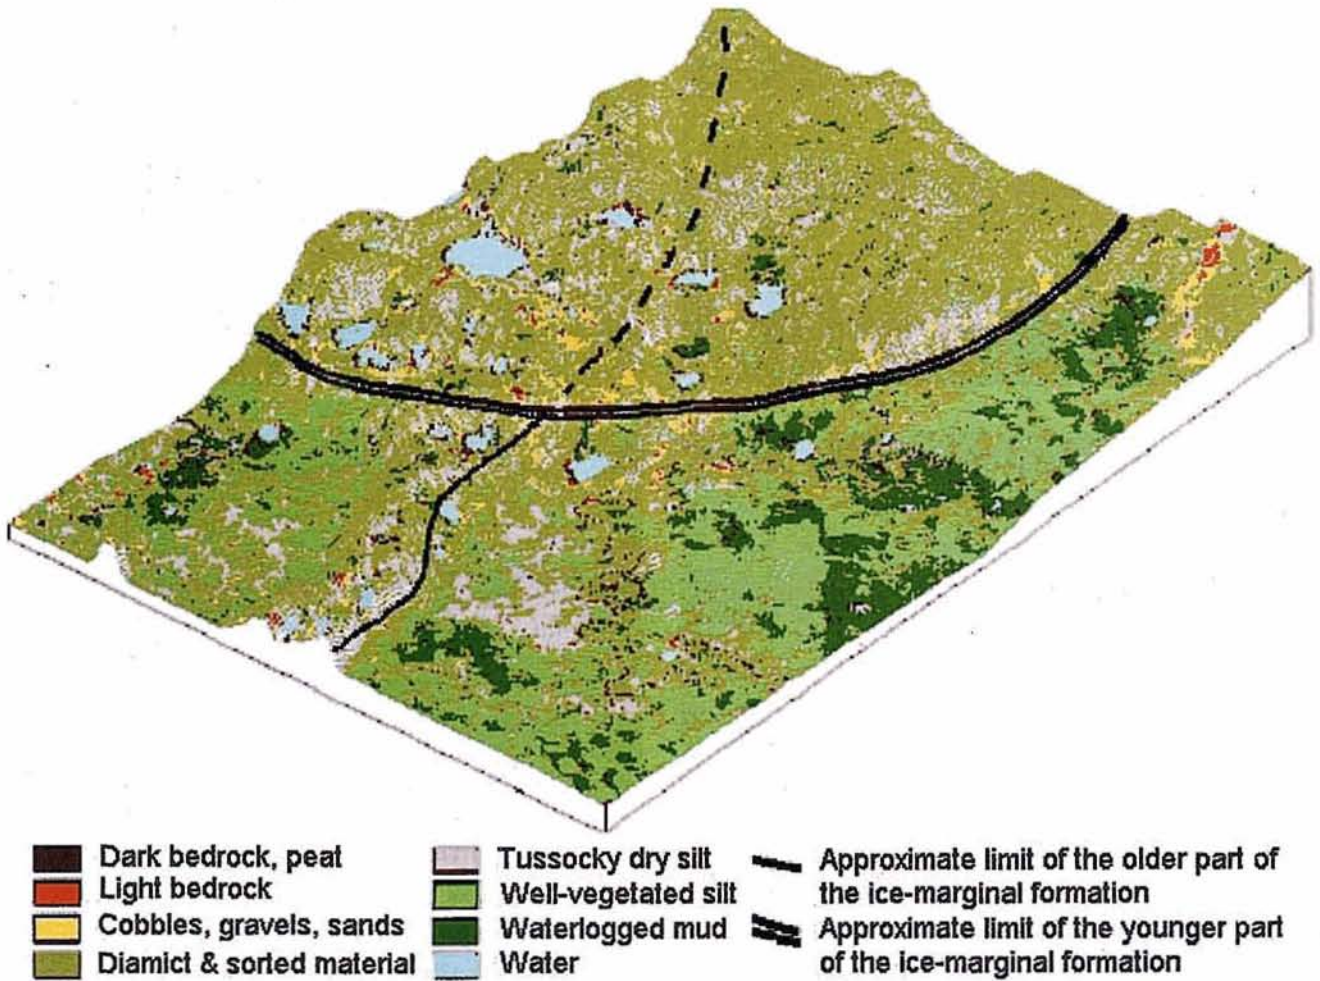 Dark bedrock, peat
Light bedrock
Cobbles, gravels, sands
Diamict & sorted material
Tussocky dry silt
Well-vegetated silt
Waterlogged mud
Water
Approximate limit of the older part of
the ice-marginal formation
Approximate limit of the younger part
of the ice-marginal formation